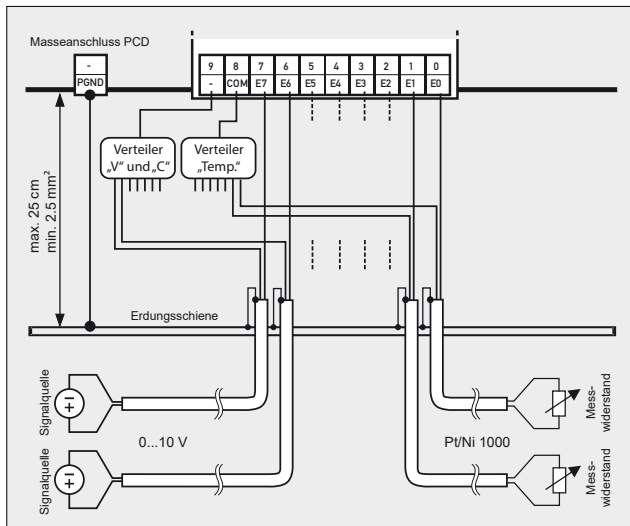 Masseanschluss PCD
-
PGND
9 8 7 6 5 4 3 2 1 0
- COM E7 E6 E5 E4 E3 E2 E1 E0
Verteiler
„V“ und „C“
Verteiler
„Temp.“
max. 25 cm
min. 2.5 mm²
Erdungsschiene
Signalquelle
0...10 V
Pt/Ni 1000
Mess-
widerstand
Signalquelle
Mess-
widerstand